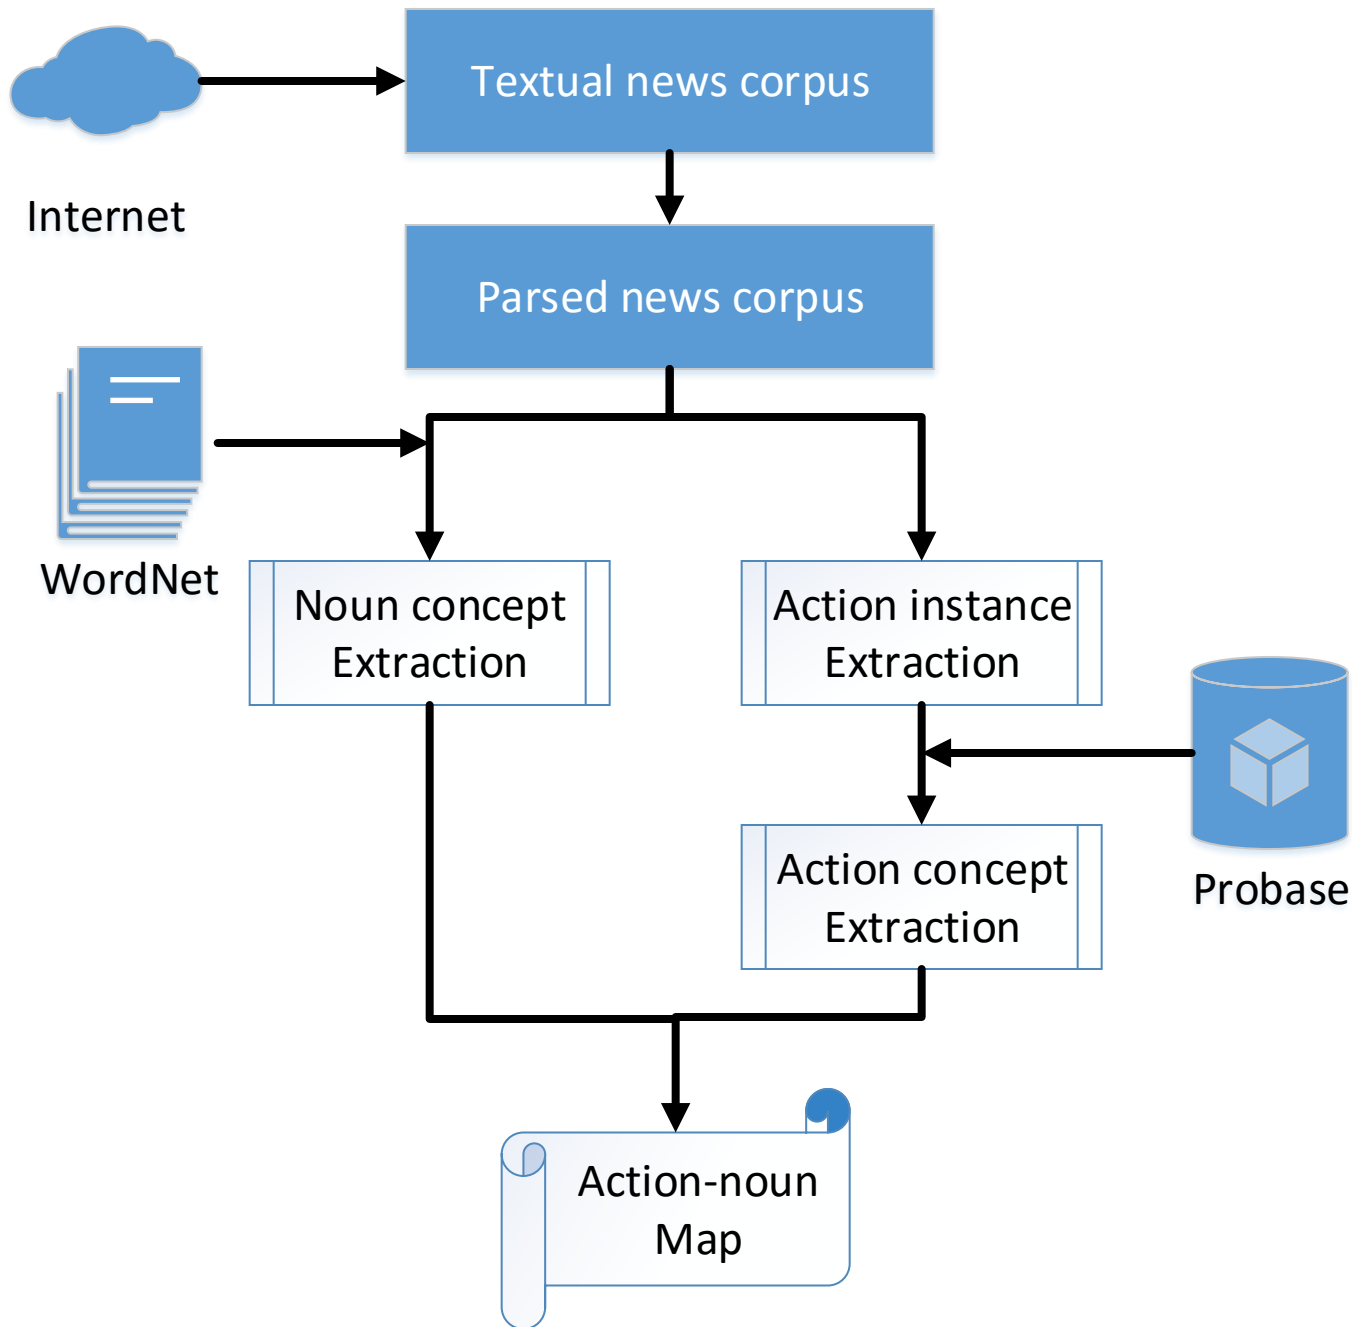 Textual news corpus
Internet
Parsed news corpus
WordNet
Noun concept
Extraction
Action instance
Extraction
Action concept
Extraction
Probase
Action-noun
Map